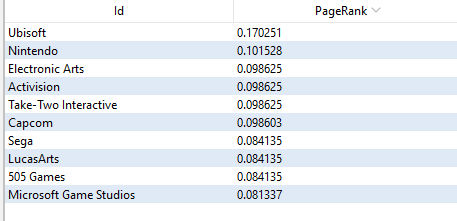 Id PageRank
Ubisoft 0.170251
Nintendo 0.101528
Electronic Arts 0.098625
Activision 0.098625
Take-Two Interactive 0.098625
Capcom 0.098603
Sega 0.084135
LucasArts 0.084135
505 Games 0.084135
Microsoft Game Studios 0.081337